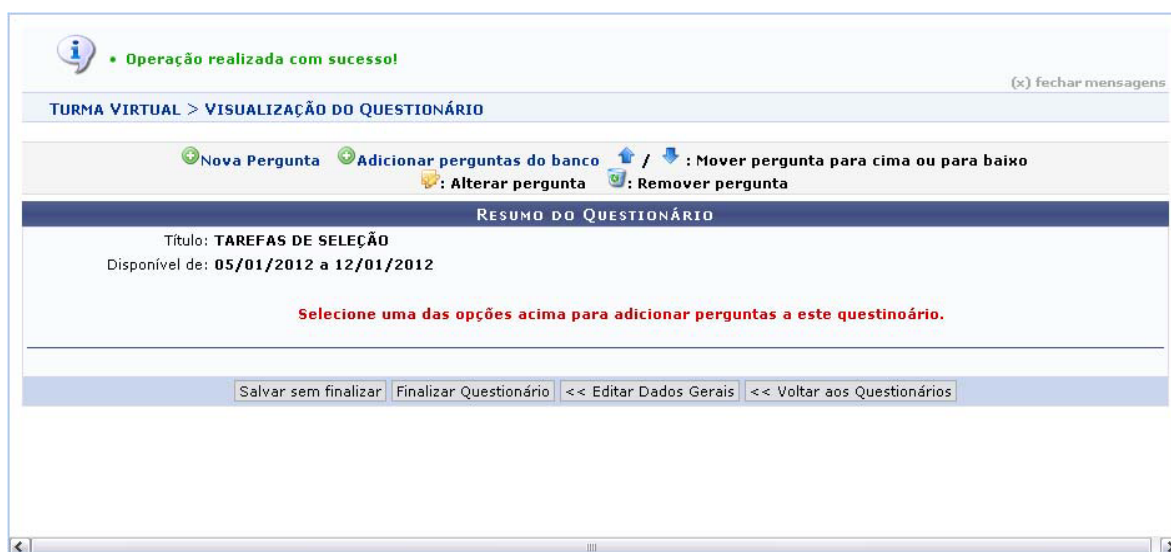 • Operação realizada com sucesso!
(x) fechar mensagens
TURMA VIRTUAL > VISUALIZAÇÃO DO QUESTIONÁRIO
Nova Pergunta Adicionar perguntas do banco / : Mover pergunta para cima ou para baixo
: Alterar pergunta : Remover pergunta
RESUMO DO QUESTIONÁRIO
Título: TAREFAS DE SELEÇÃO
Disponível de: 05/01/2012 a 12/01/2012
Selecione uma das opções acima para adicionar perguntas a este questinoário.
Salvar sem finalizar Finalizar Questionário << Editar Dados Gerais << Voltar aos Questionários